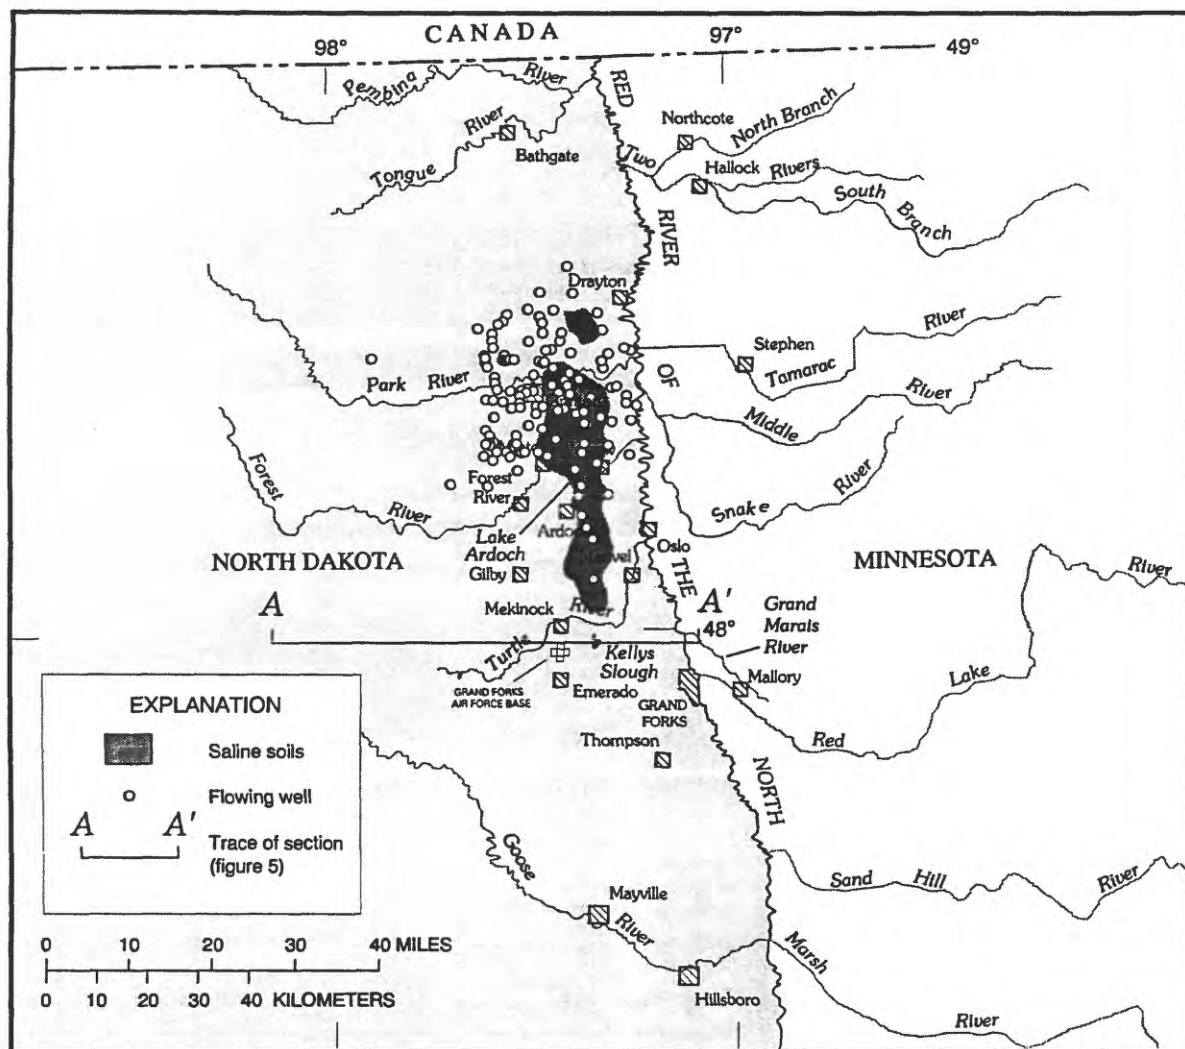 CANADA
98°
97°
49°
Pembina River
RED
RIVER
OF
THE
NORTH
Tongue River
Bathgate
Northcote
North Branch
Two Rivers
Hallock
South Branch
Drayton
Park River
Stephen
Tamarac River
Middle River
Snake River
Forest River
Forest
River
Ardoch
Lake
Ardoch
Oslo
NORTH DAKOTA
MINNESOTA
Gilby
Manvel
A
A'
48°
Mekinock
Turtle River
Grand
Marais
River
Kellys
Slough
GRAND FORKS
AIR FORCE BASE
Emerado
GRAND
FORKS
Mallory
Red Lake River
Thompson
EXPLANATION
Saline soils
Flowing well
A A'
Trace of section
(figure 5)
Goose River
Mayville
Hillsboro
Sand Hill River
Marsh River
0 10 20 30 40 MILES
0 10 20 30 40 KILOMETERS